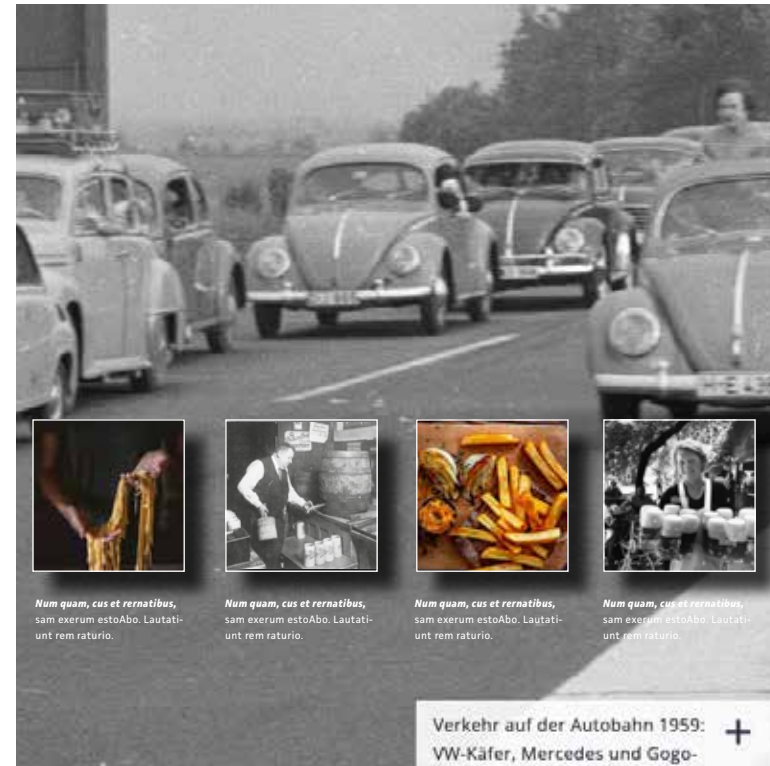 Num quam, cus et rernatibus,
sam exerum estoAbo. Lautati-
unt rem raturio.
Num quam, cus et rernatibus,
sam exerum estoAbo. Lautati-
unt rem raturio.
Num quam, cus et rernatibus,
sam exerum estoAbo. Lautati-
unt rem raturio.
Num quam, cus et rernatibus,
sam exerum estoAbo. Lautati-
unt rem raturio.
Verkehr auf der Autobahn 1959:
VW-Käfer, Mercedes und Gogo-